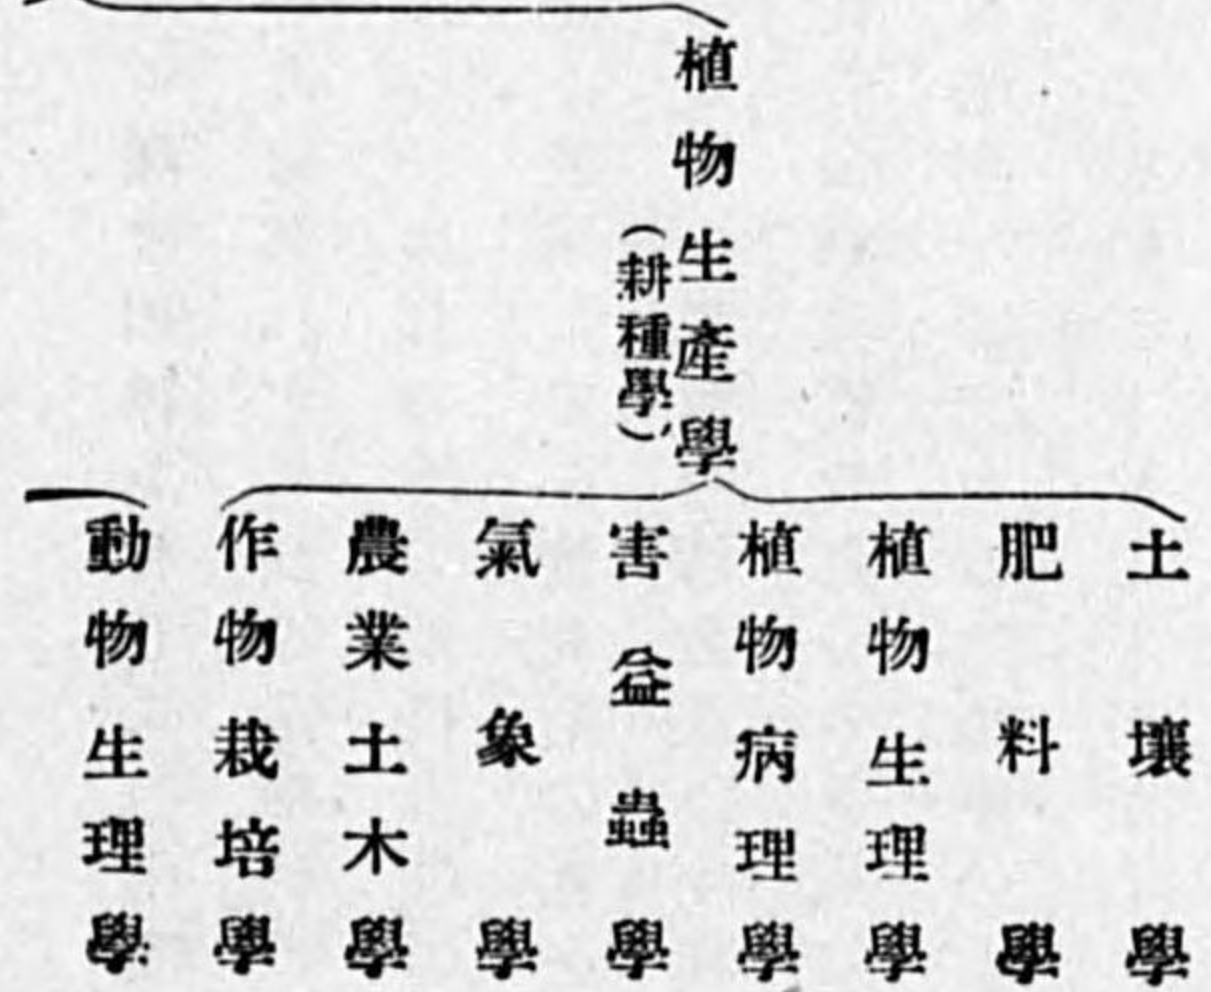 植物生產學
（耕種學）
土壤學
肥料學
植物生理學
植物病理學
害益蟲學
氣象學
農業土木學
作物栽培學
動物生理學